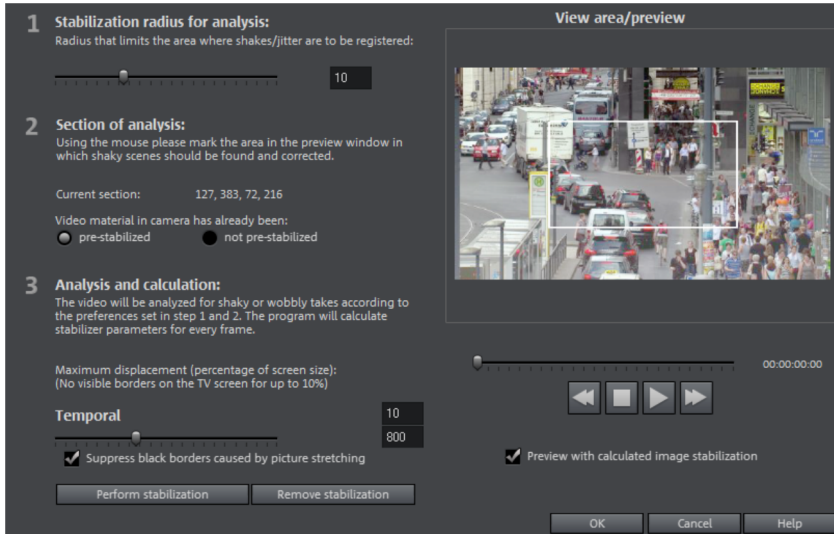 1 Stabilization radius for analysis:
Radius that limits the area where shakes/jitter are to be registered:
10
2 Section of analysis:
Using the mouse please mark the area in the preview window in
which shaky scenes should be found and corrected.
Current section: 127, 383, 72, 216
Video material in camera has already been:
pre-stabilized not pre-stabilized
3 Analysis and calculation:
The video will be analyzed for shaky or wobbly takes according to
the preferences set in step 1 and 2. The program will calculate
stabilizer parameters for every frame.
Maximum displacement (percentage of screen size):
(No visible borders on the TV screen for up to 10%)
10
Temporal
800
Suppress black borders caused by picture stretching
Perform stabilization Remove stabilization
View area/preview
00:00:00:00
Preview with calculated image stabilization
OK Cancel Help